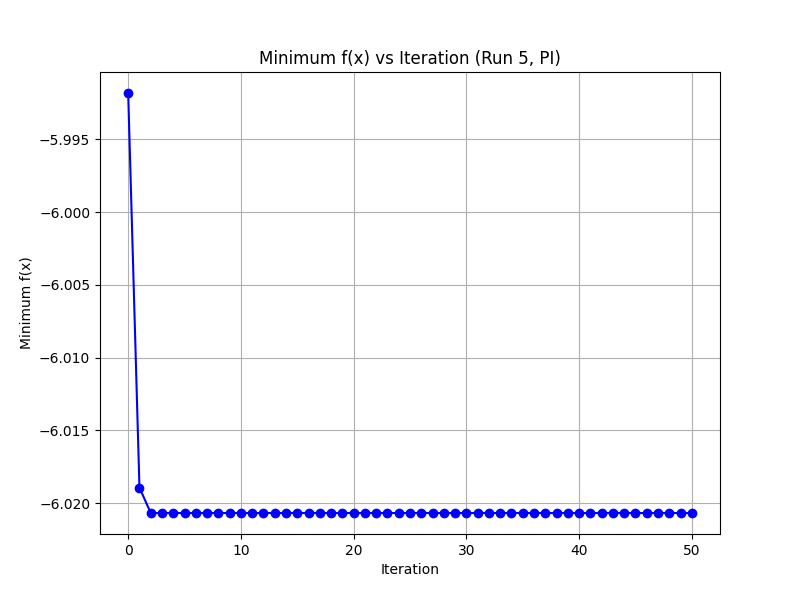 Minimum f(x) vs Iteration (Run 5, PI)
Minimum f(x)
−5.995
−6.000
−6.005
−6.010
−6.015
−6.020
0 10 20 30 40 50
Iteration